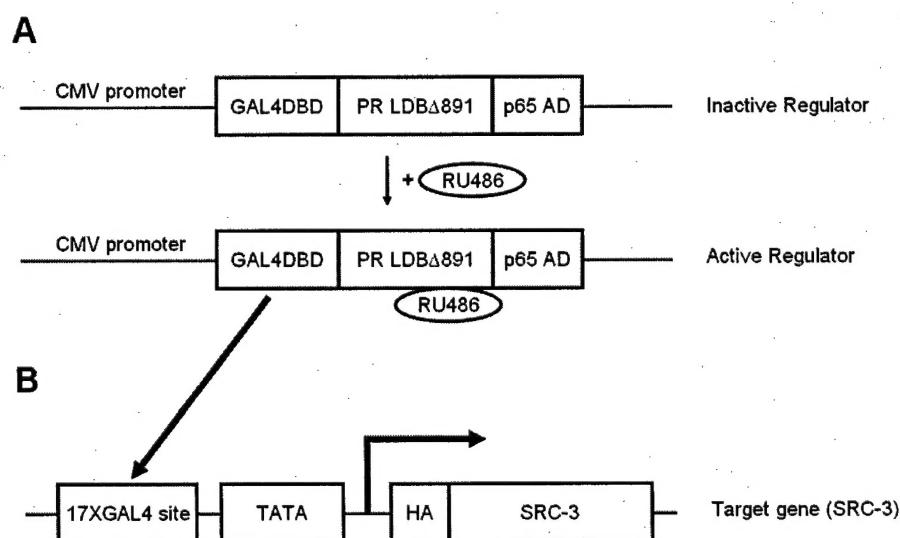 A
CMV promoter
GAL4DBD PR LDBΔ891 p65 AD
Inactive Regulator
+ RU486
CMV promoter
GAL4DBD PR LDBΔ891 p65 AD
Active Regulator
RU486
B
17XGAL4 site TATA HA SRC-3
Target gene (SRC-3)